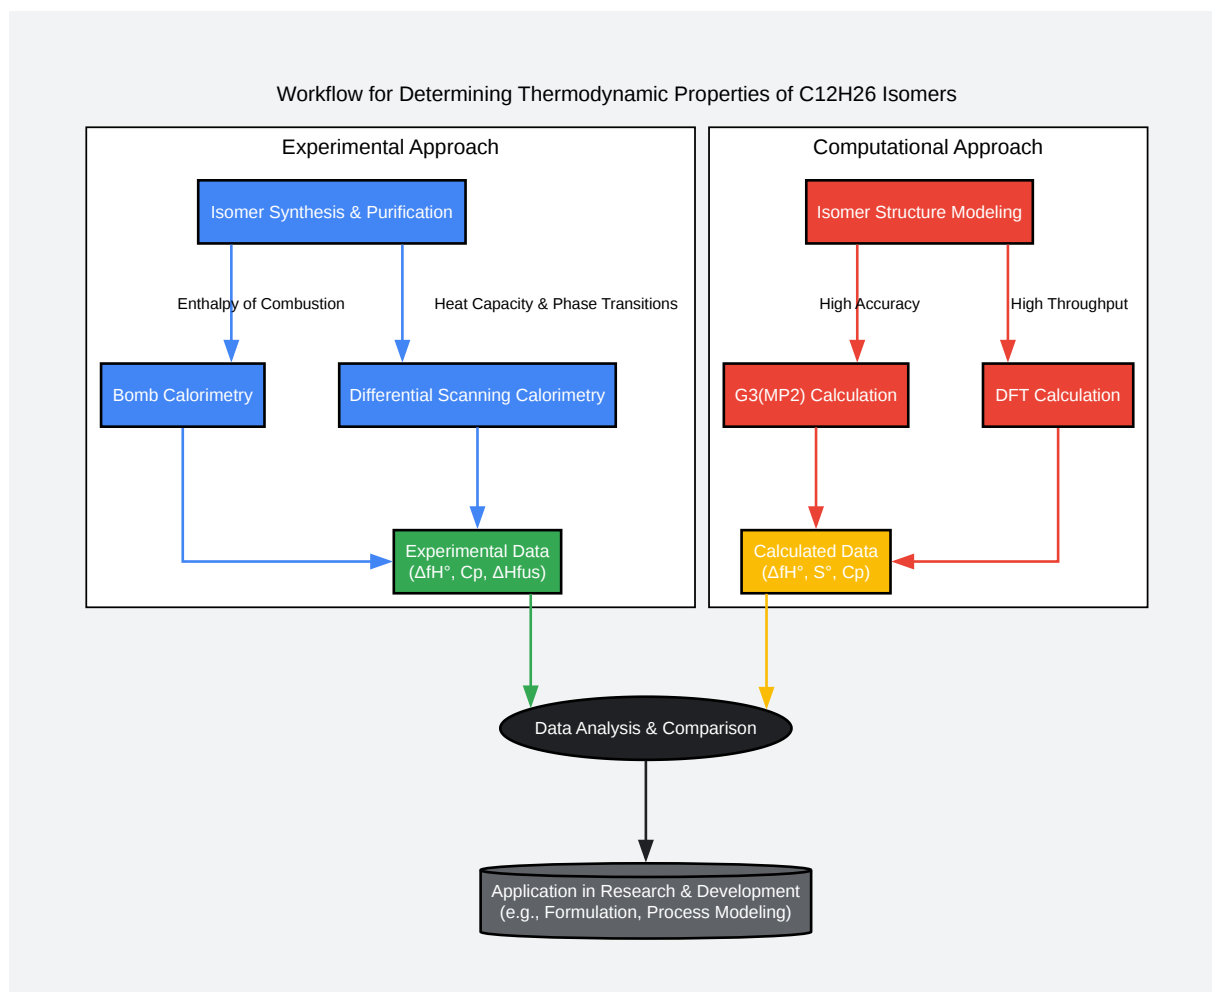 Workflow for Determining Thermodynamic Properties of C12H26 Isomers
Experimental Approach
Isomer Synthesis & Purification
Enthalpy of Combustion
Heat Capacity & Phase Transitions
Bomb Calorimetry
Differential Scanning Calorimetry
Experimental Data
(ΔfH°, Cp, ΔHfus)
Computational Approach
Isomer Structure Modeling
High Accuracy
High Throughput
G3(MP2) Calculation
DFT Calculation
Calculated Data
(ΔfH°, S°, Cp)
Data Analysis & Comparison
Application in Research & Development
(e.g., Formulation, Process Modeling)